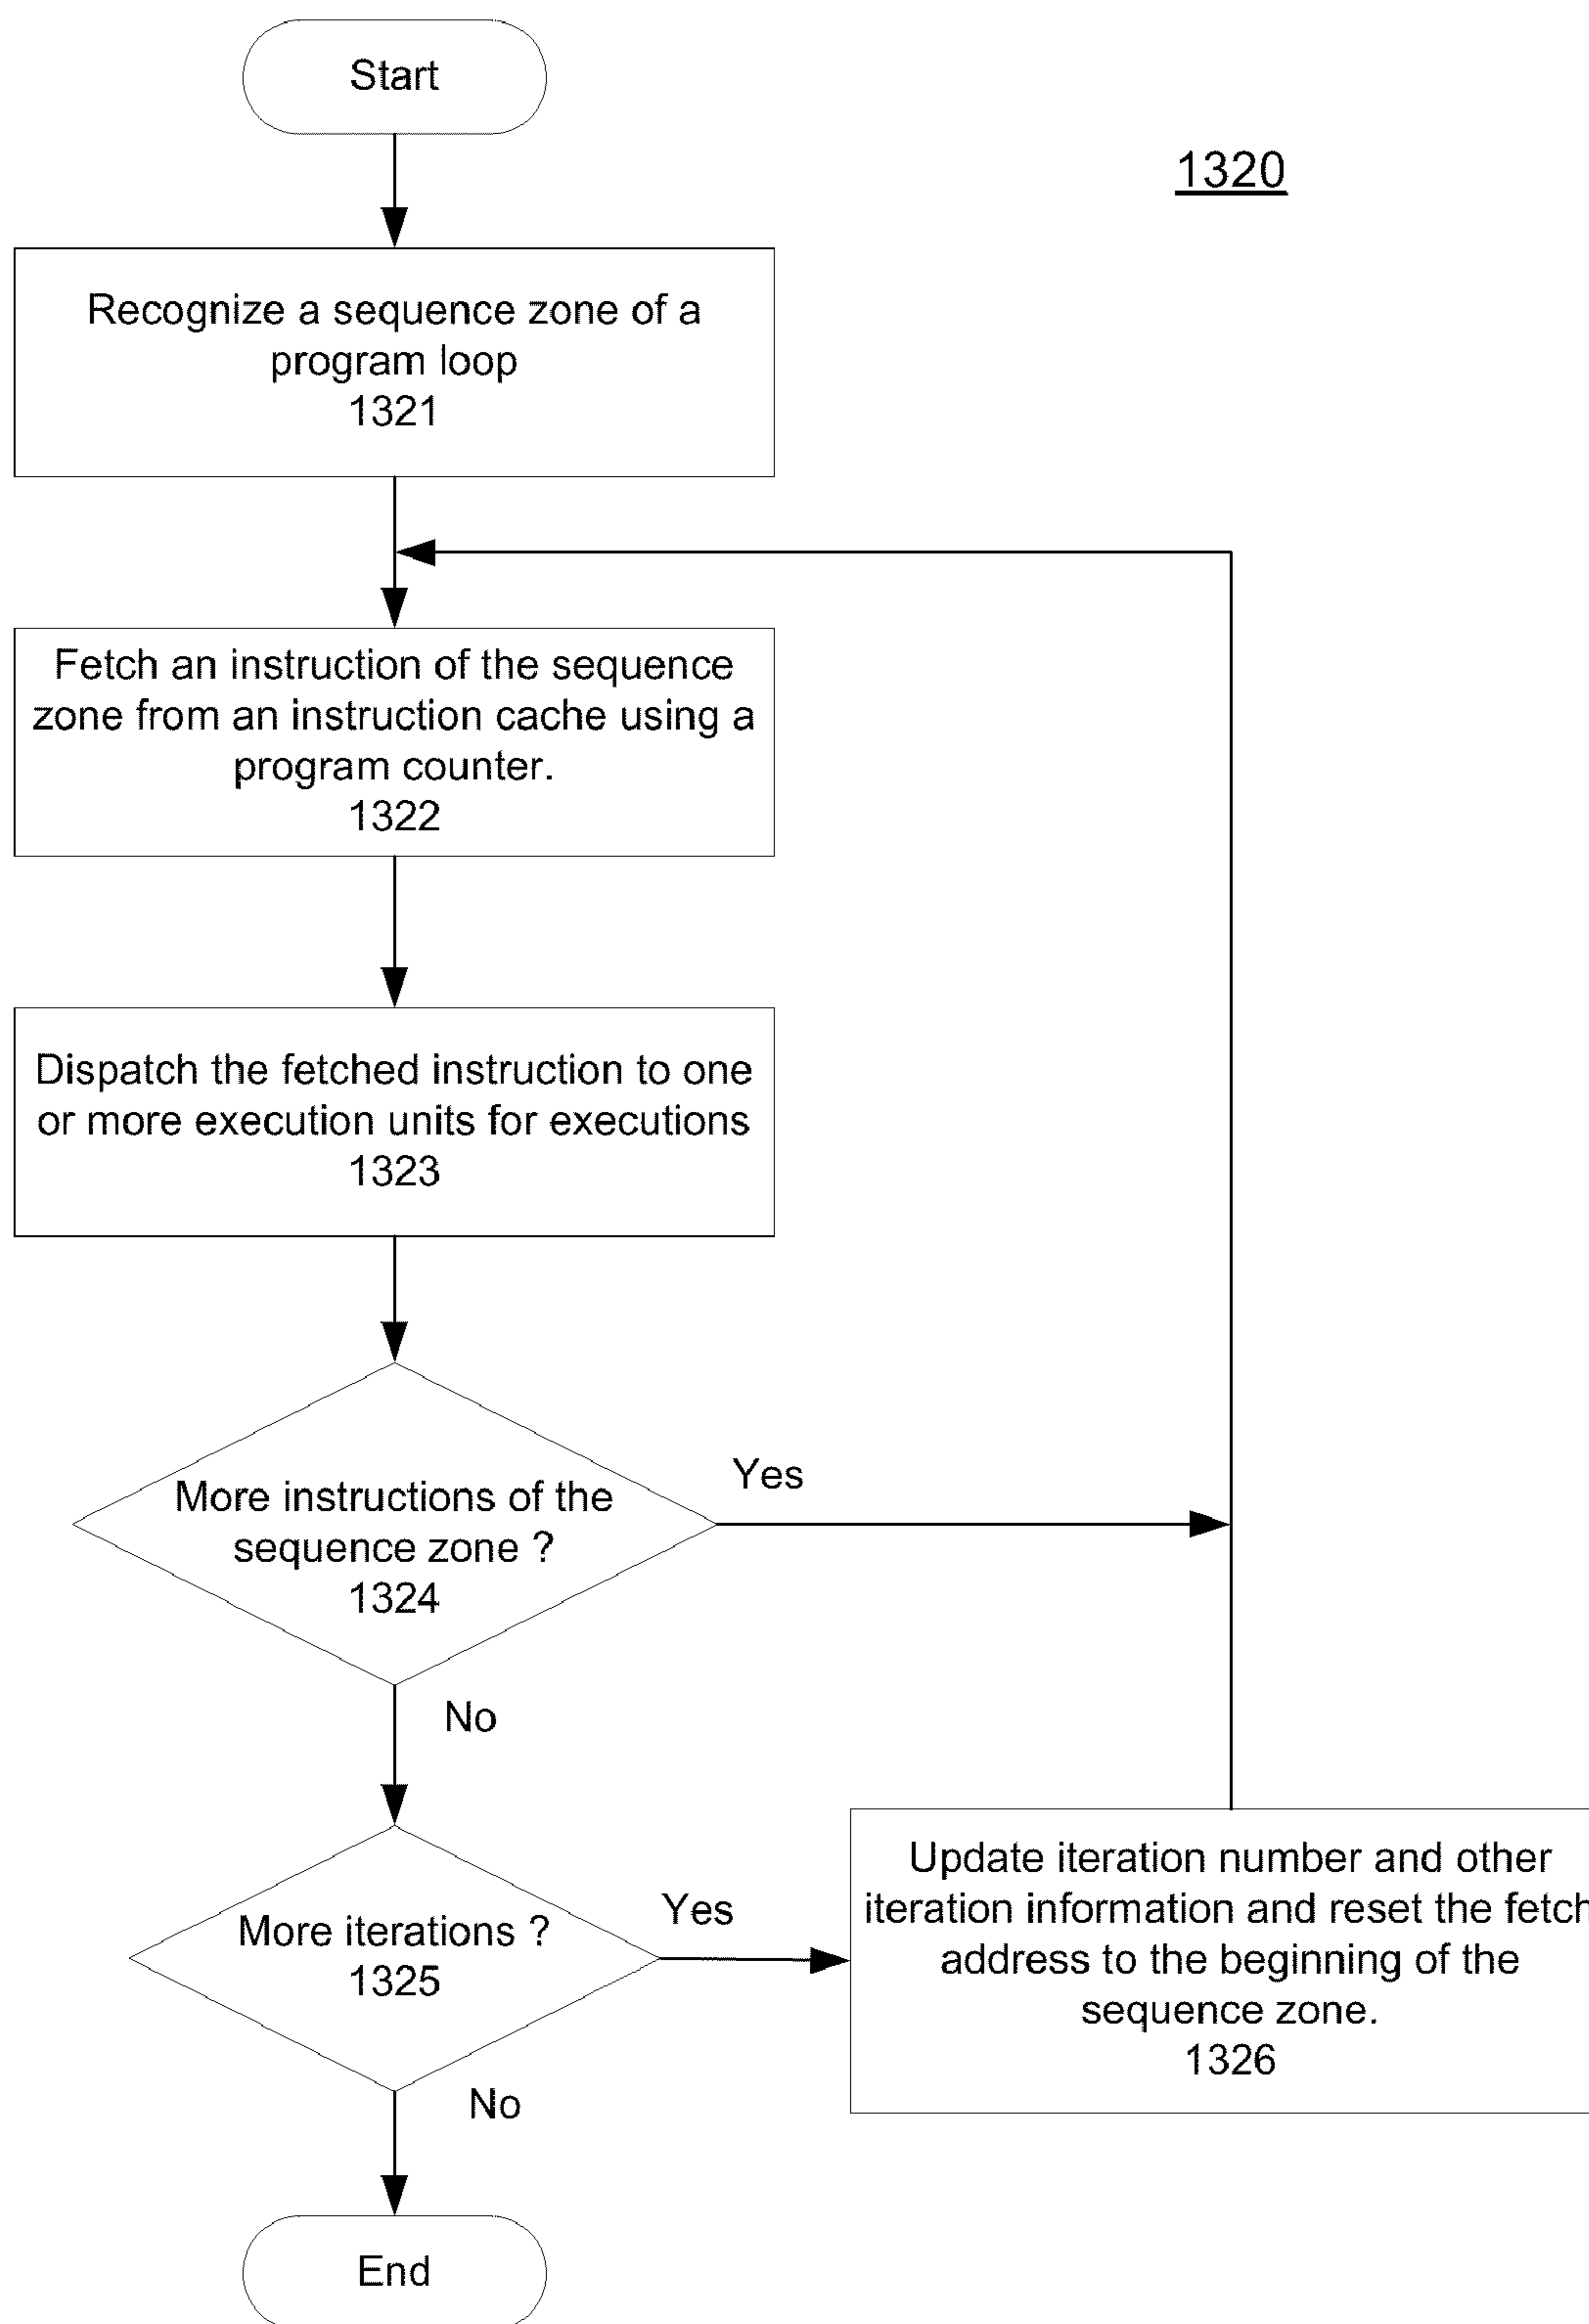 Start
1320
Recognize a sequence zone of a
program loop
1321
Fetch an instruction of the sequence
zone from an instruction cache using a
program counter.
1322
Dispatch the fetched instruction to one
or more execution units for executions
1323
More instructions of the
sequence zone ?
1324
Yes
No
More iterations ?
1325
Yes
Update iteration number and other
iteration information and reset the fetch
address to the beginning of the
sequence zone.
1326
No
End